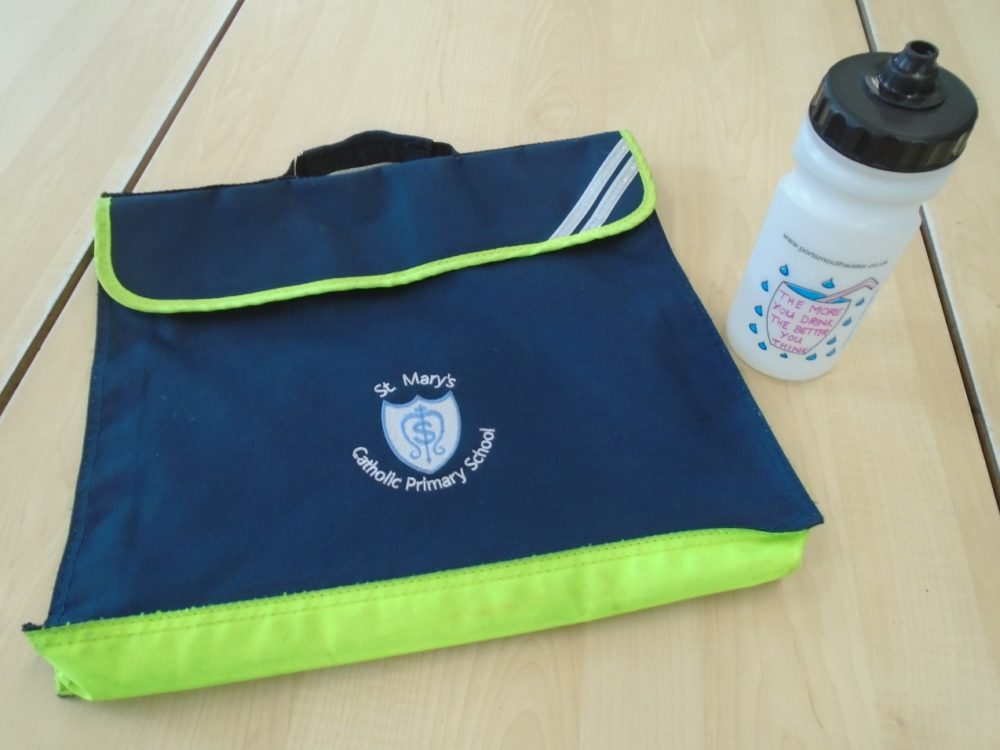 St. Mary's
Catholic Primary School
www.portsmouthwater.co.uk
THE MORE
YOU DRINK
THE BETTER
YOU
THINK